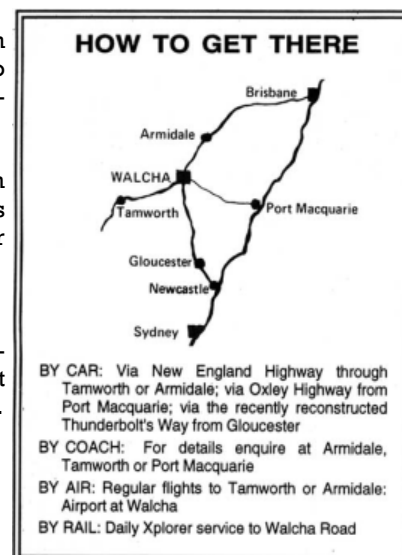 HOW TO GET THERE
Brisbane
Armidale
WALCHA
Tamworth
Port Macquarie
Gloucester
Newcastle
Sydney
BY CAR: Via New England Highway through
Tamworth or Armidale; via Oxley Highway from
Port Macquarie; via the recently reconstructed
Thunderbolt's Way from Gloucester
BY COACH: For details enquire at Armidale,
Tamworth or Port Macquarie
BY AIR: Regular flights to Tamworth or Armidale:
Airport at Walcha
BY RAIL: Daily Xplorer service to Walcha Road